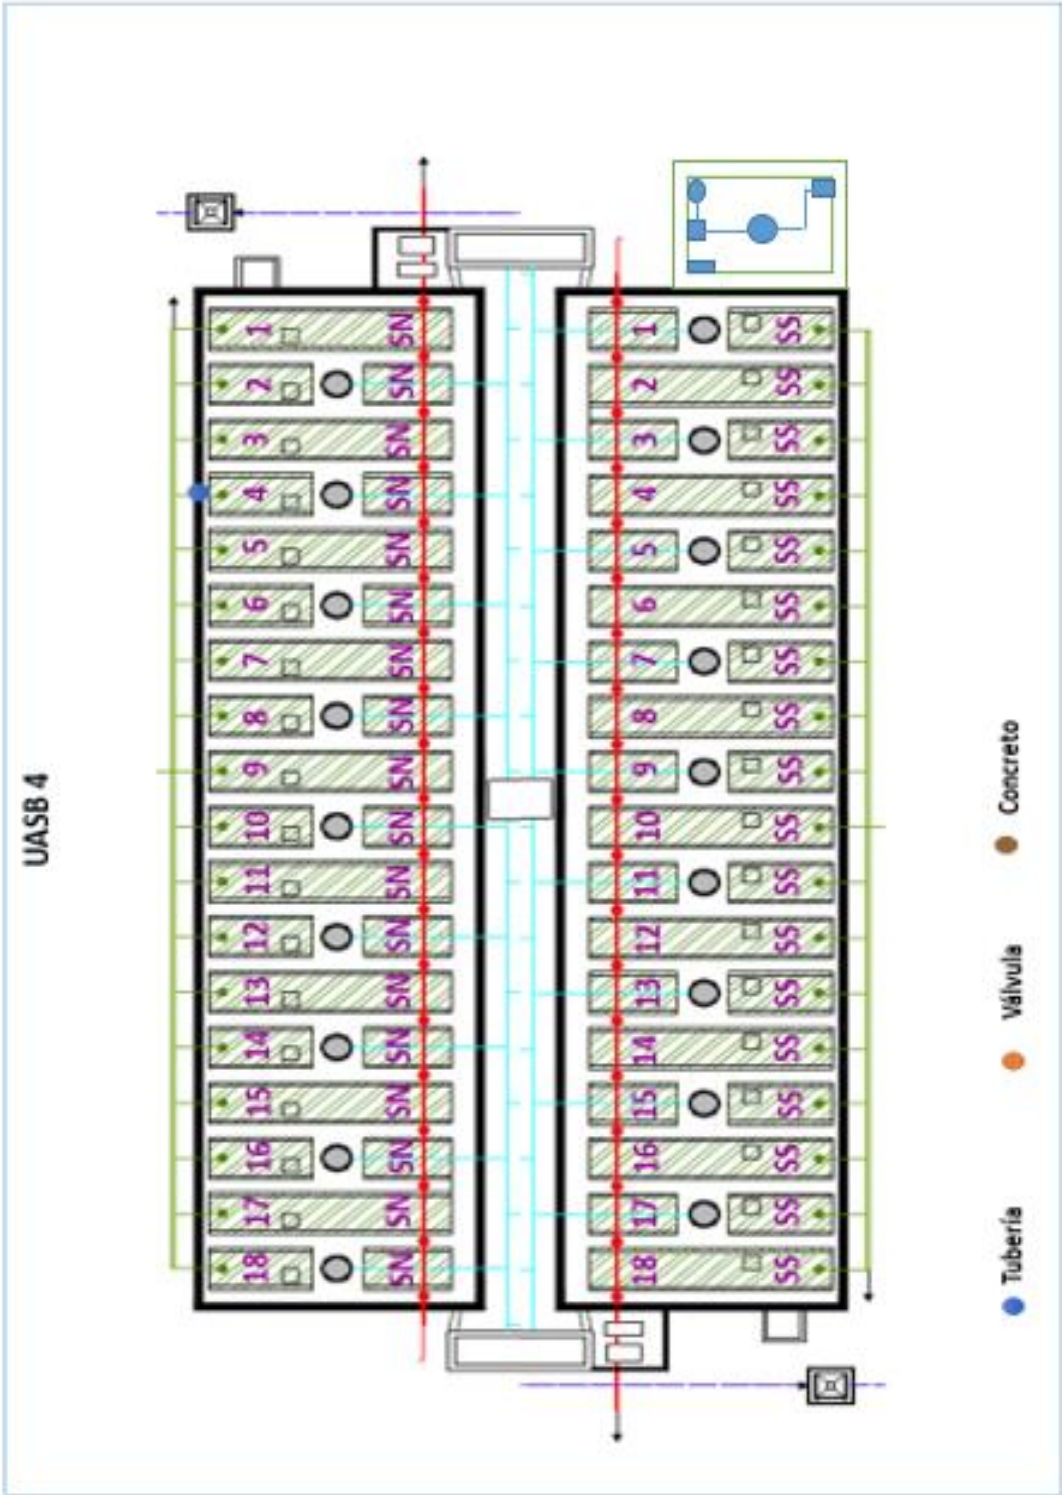 UASB 4
18 17 16 15 14 13 12 11 10 9 8 7 6 5 4 3 2 1
SN SN SN SN SN SN SN SN SN SN SN SN SN SN SN SN SN SN
18 17 16 15 14 13 12 11 10 9 8 7 6 5 4 3 2 1
SS SS SS SS SS SS SS SS SS SS SS SS SS SS SS SS SS SS
Tubería Válvula Concreto